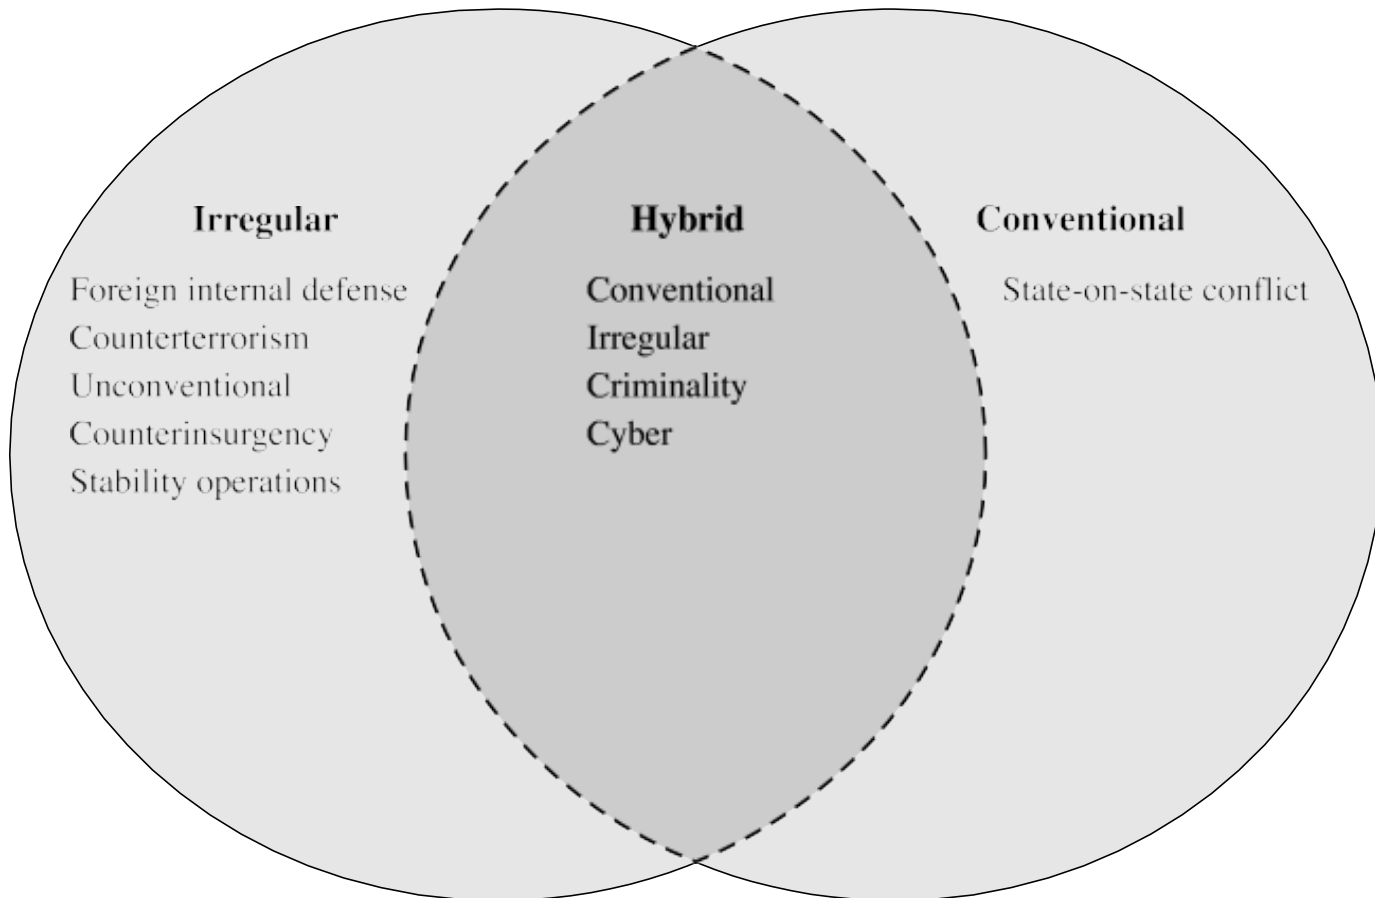 Irregular
Foreign internal defense
Counterterrorism
Unconventional
Counterinsurgency
Stability operations
Hybrid
Conventional
Irregular
Criminality
Cyber
Conventional
State-on-state conflict